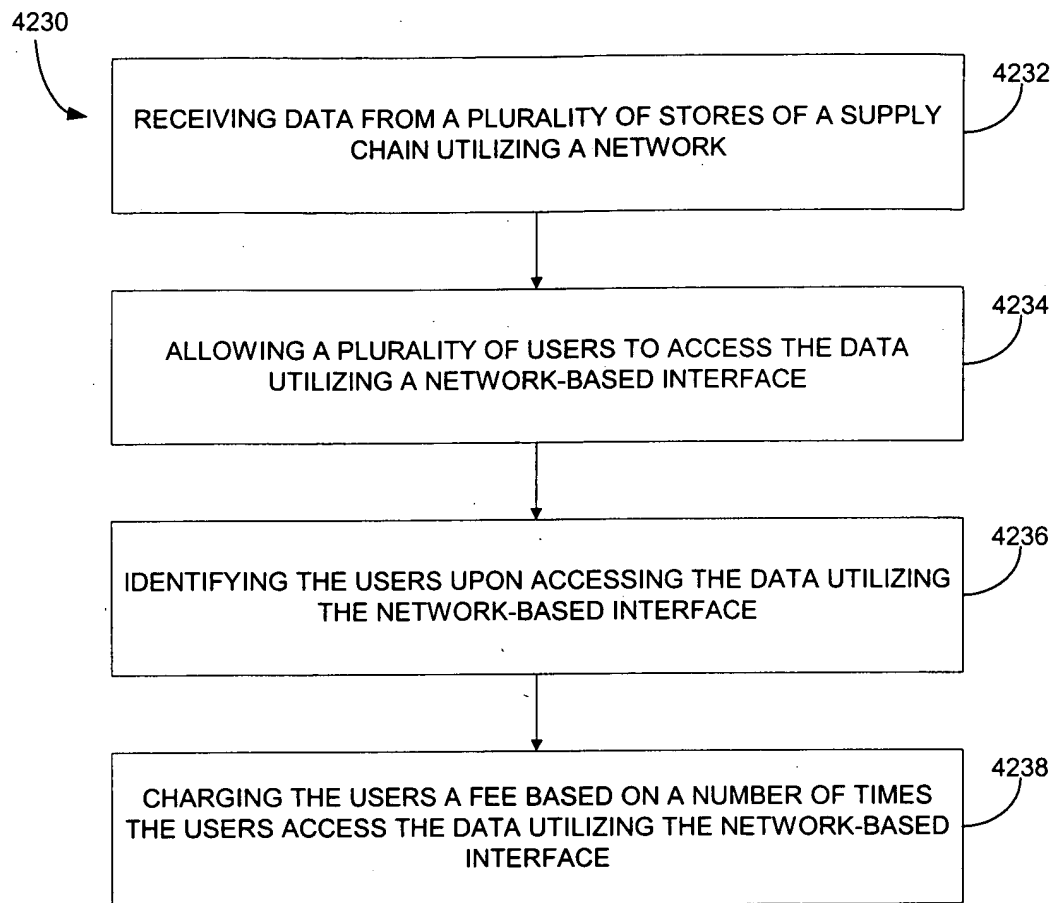 4230
4232
RECEIVING DATA FROM A PLURALITY OF STORES OF A SUPPLY
CHAIN UTILIZING A NETWORK
4234
ALLOWING A PLURALITY OF USERS TO ACCESS THE DATA
UTILIZING A NETWORK-BASED INTERFACE
4236
IDENTIFYING THE USERS UPON ACCESSING THE DATA UTILIZING
THE NETWORK-BASED INTERFACE
4238
CHARGING THE USERS A FEE BASED ON A NUMBER OF TIMES
THE USERS ACCESS THE DATA UTILIZING THE NETWORK-BASED
INTERFACE